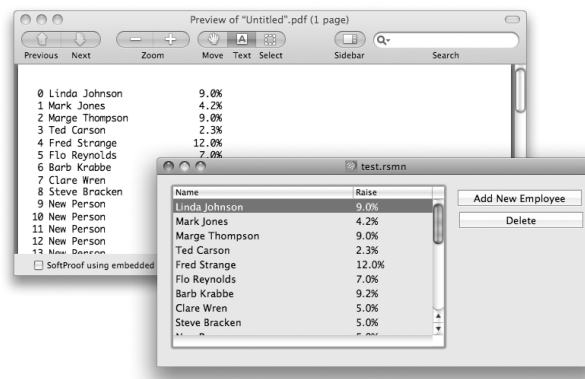 Preview of “Untitled”.pdf (1 page)
Previous Next Zoom Move Text Select Sidebar Search
0 Linda Johnson 9.0%
1 Mark Jones 4.2%
2 Marge Thompson 9.0%
3 Ted Carson 2.3%
4 Fred Strange 12.0%
5 Flo Reynolds 7.0%
6 Barb Krabbe
7 Clare Wren
8 Steve Bracken
9 New Person
10 New Person
11 New Person
12 New Person
13 New Person
SoftProof using embedded
test.rsmn
Name Raise
Linda Johnson 9.0%
Mark Jones 4.2%
Marge Thompson 9.0%
Ted Carson 2.3%
Fred Strange 12.0%
Flo Reynolds 7.0%
Barb Krabbe 9.2%
Clare Wren 5.0%
Steve Bracken 5.0%
Add New Employee
Delete